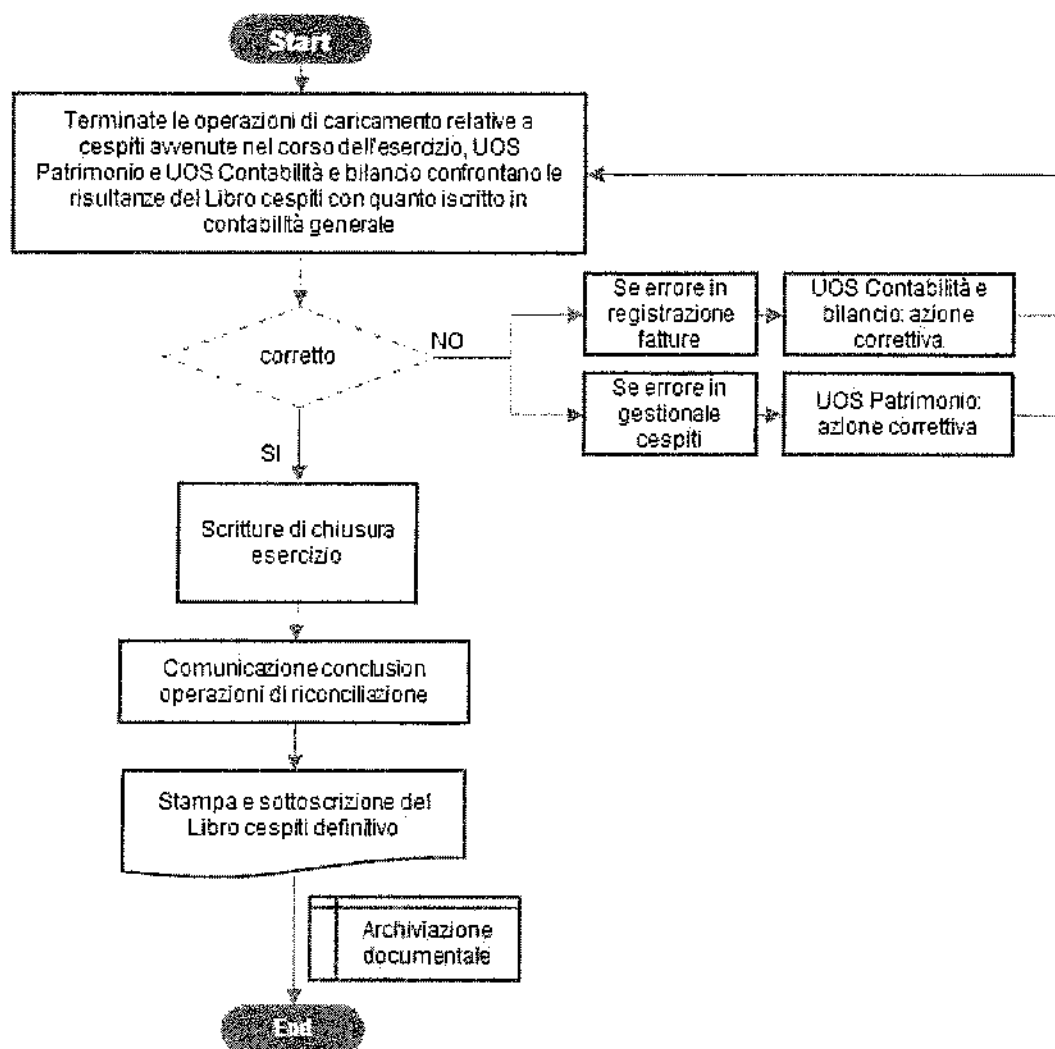 Start
Terminate le operazioni di caricamento relative a
cespiti avvenute nel corso dell'esercizio, UOS
Patrimonio e UOS Contabilità e bilancio confrontano le
risultanze del Libro cespiti con quanto iscritto in
contabilità generale
corretto
NO
Se errore in
registrazione
fatture
UOS Contabilità e
bilancio: azione
correttiva.
Se errore in
gestionale
cespiti
UOS Patrimonio:
azione correttiva
SI
Scritture di chiusura
esercizio
Comunicazione conclusion
operazioni di riconciliazione
Stampa e sottoscrizione del
Libro cespiti definitivo
Archiviazione
documentale
End